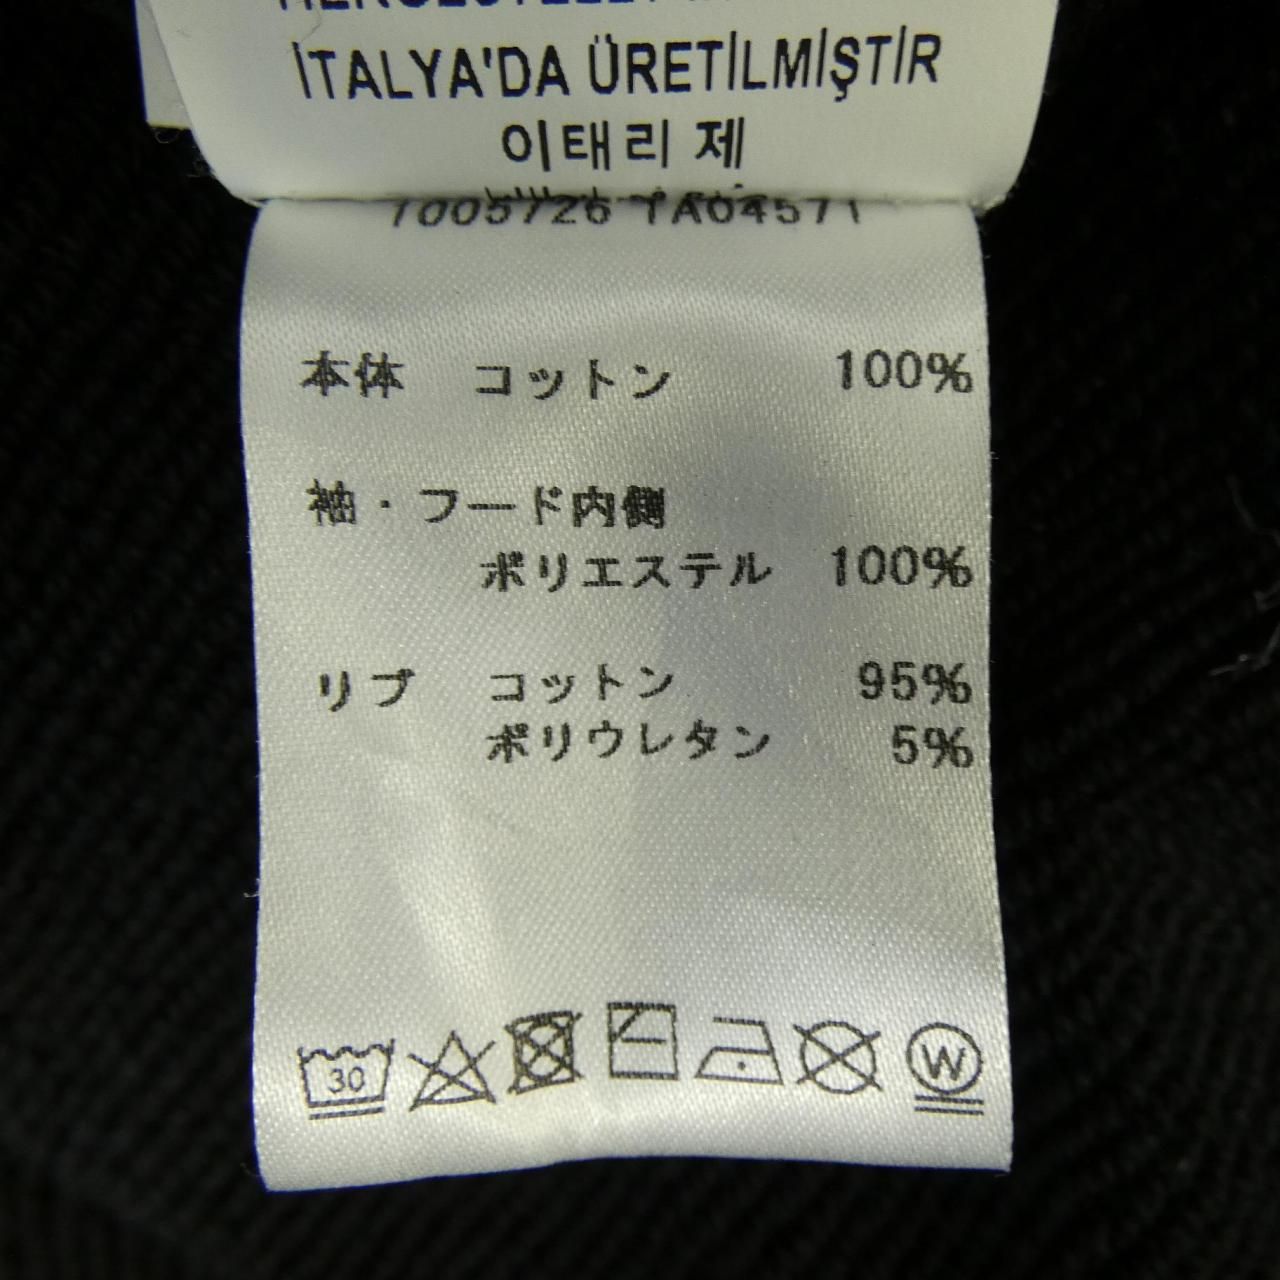 İTALYA'DA ÜRETİLMİŞTİR
이태리 제
1005726 1A04571
本体 コットン 100%
袖・フード内側
ポリエステル 100%
リブ コットン 95%
ポリウレタン 5%
30
W